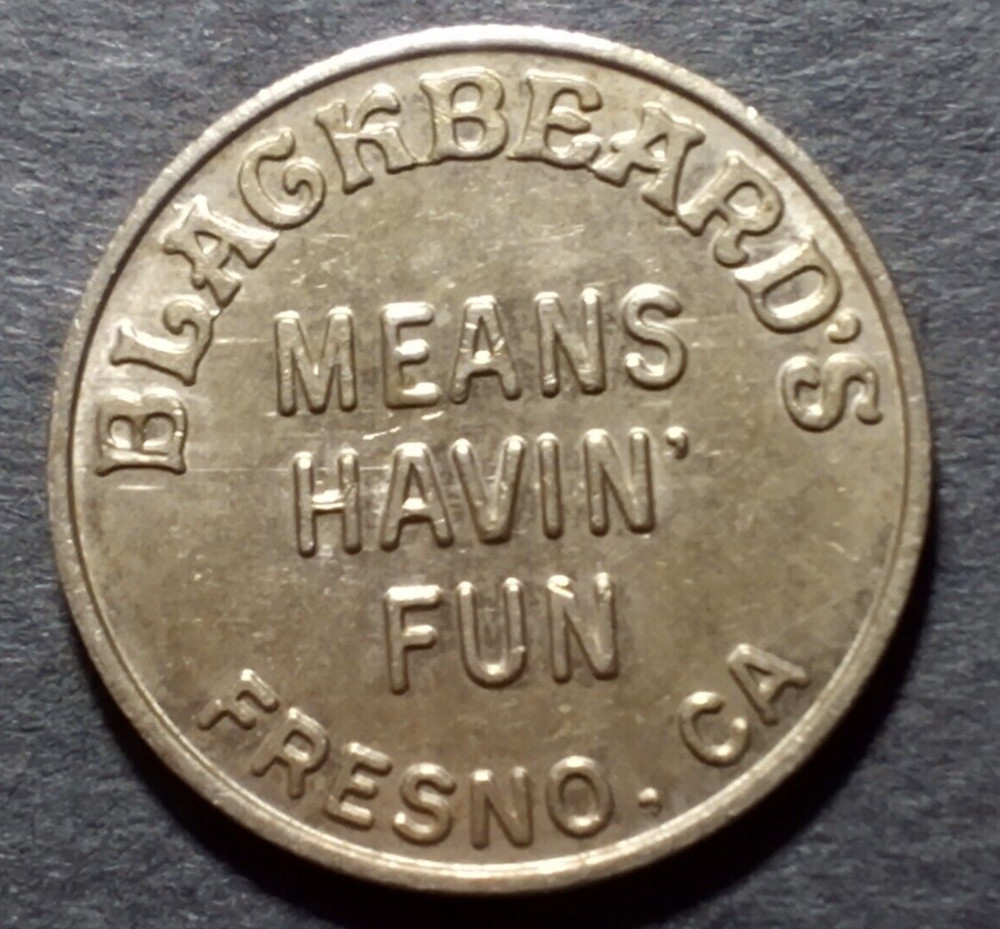 BLACKBEARD'S
MEANS
HAVIN'
FUN
FRESNO, CA